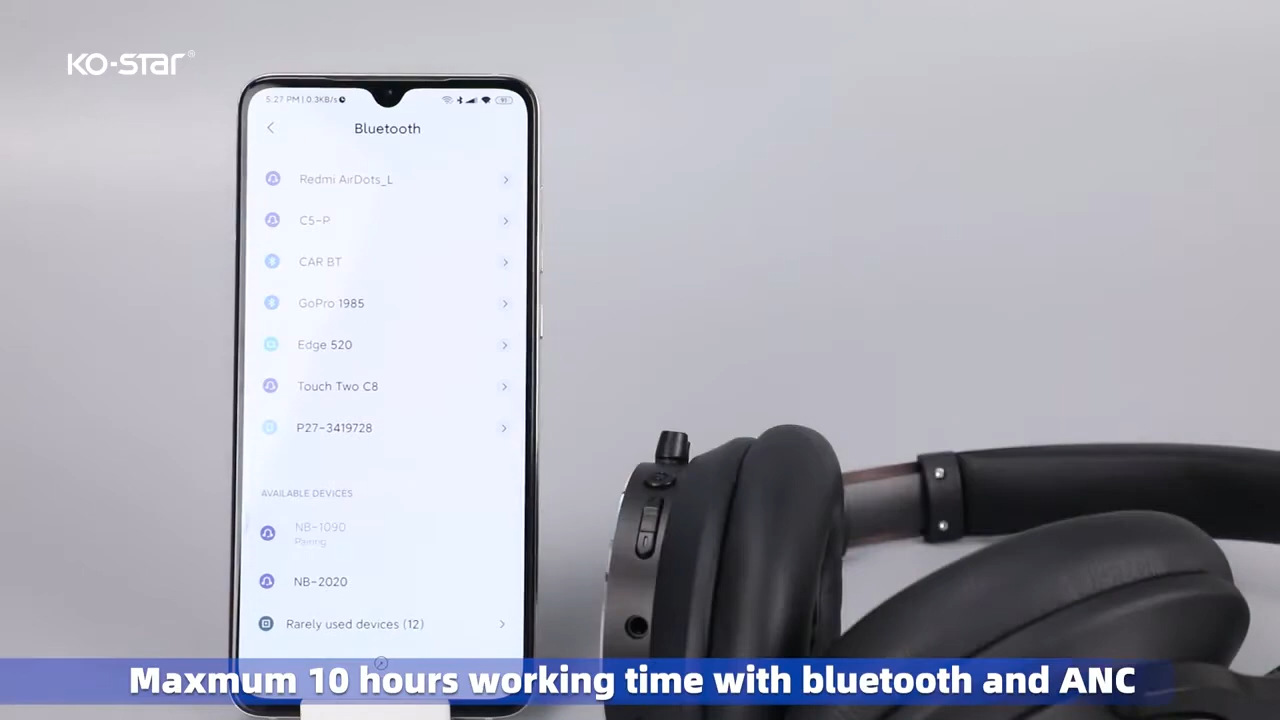 KO-STAR®
5:27 PM | 0.3KB/s
91
Bluetooth
Redmi AirDots_L
C5-P
CAR BT
GoPro 1985
Edge 520
Touch Two C8
P27-3419728
AVAILABLE DEVICES
NB-1090
Pairing
NB-2020
Rarely used devices (12)
Maxmum 10 hours working time with bluetooth and ANC